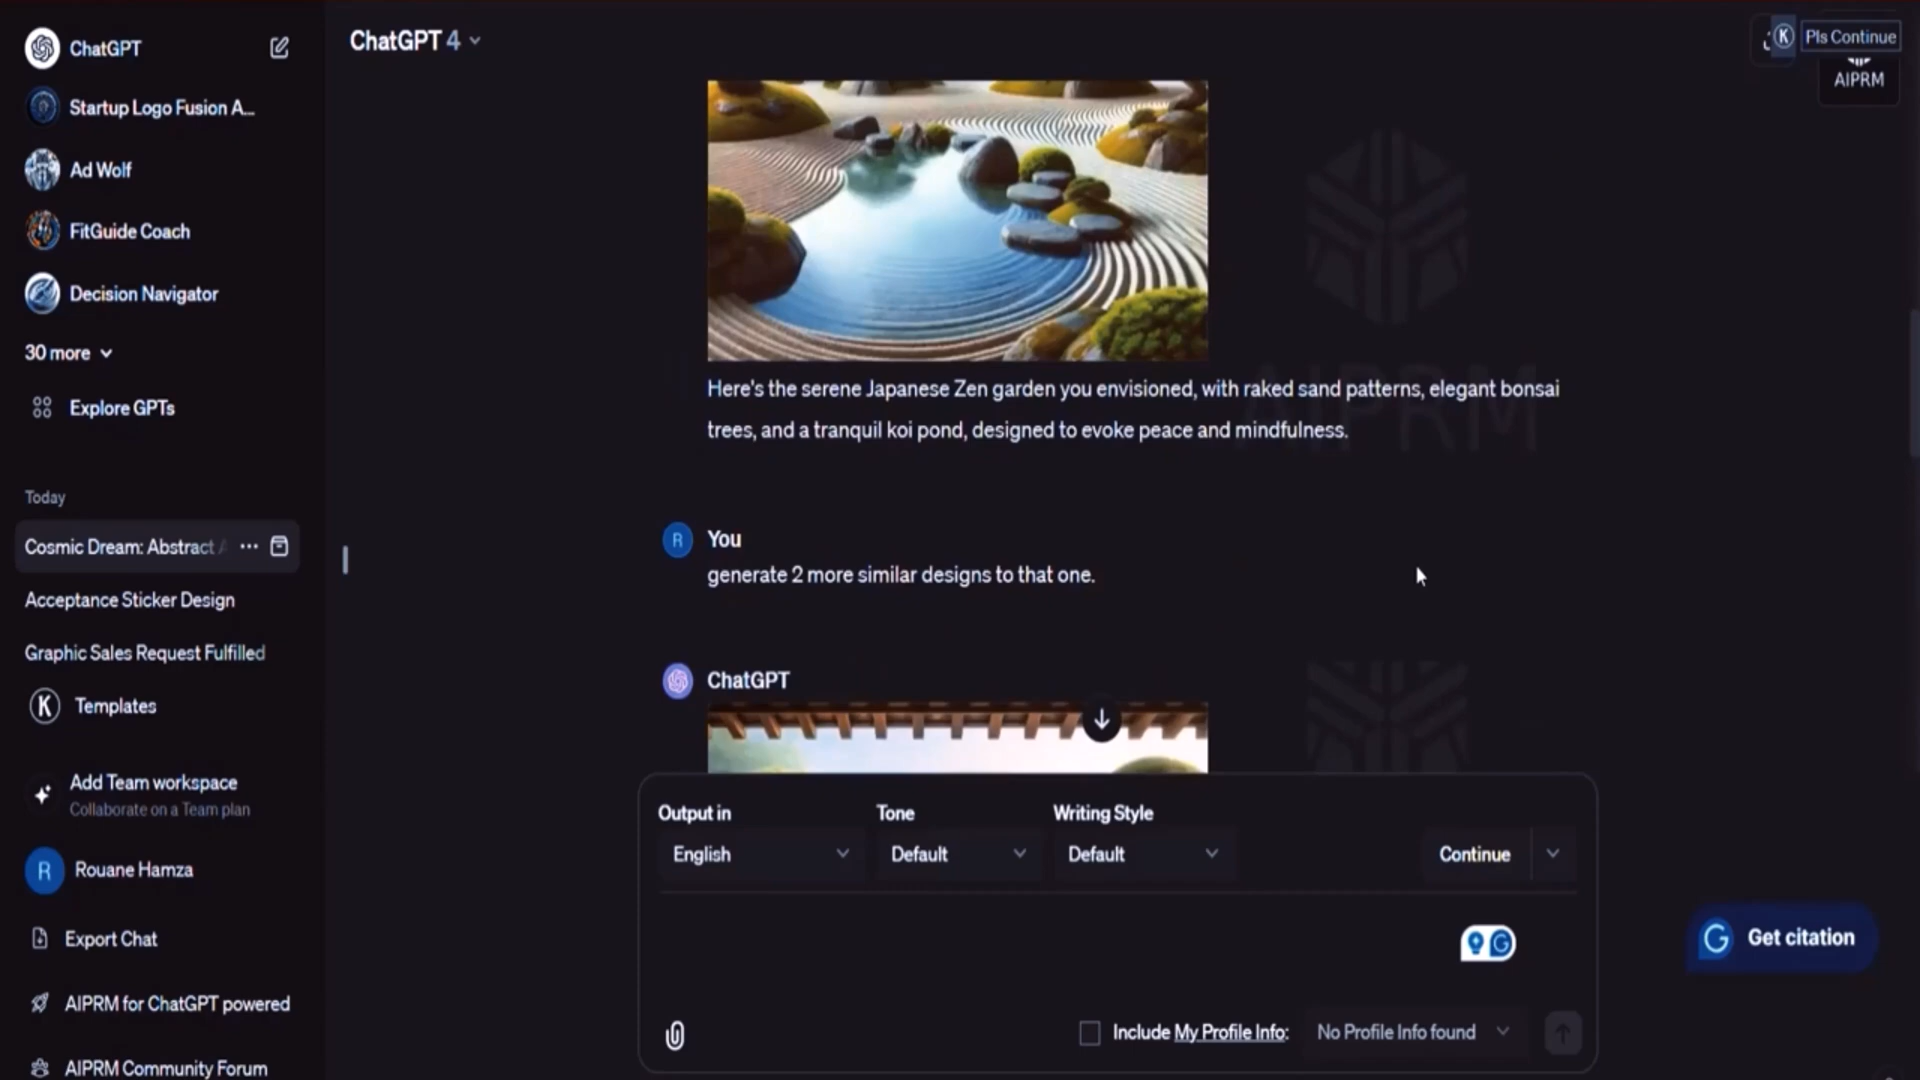 ChatGPT
Startup Logo Fusion A...
Ad Wolf
FitGuide Coach
Decision Navigator
30 more
Explore GPTs
Today
Cosmic Dream: Abstract
Acceptance Sticker Design
Graphic Sales Request Fulfilled
K Templates
Add Team workspace
Collaborate on a Team plan
R Rouane Hamza
Export Chat
AIPRM for ChatGPT powered
AIPRM Community Forum
ChatGPT 4
K Pls Continue
AIPRM
Here's the serene Japanese Zen garden you envisioned, with raked sand patterns, elegant bonsai
trees, and a tranquil koi pond, designed to evoke peace and mindfulness.
AIPRM
R You
generate 2 more similar designs to that one.
ChatGPT
Output in Tone Writing Style
English Default Default Continue
G Get citation
Include My Profile Info: No Profile Info found